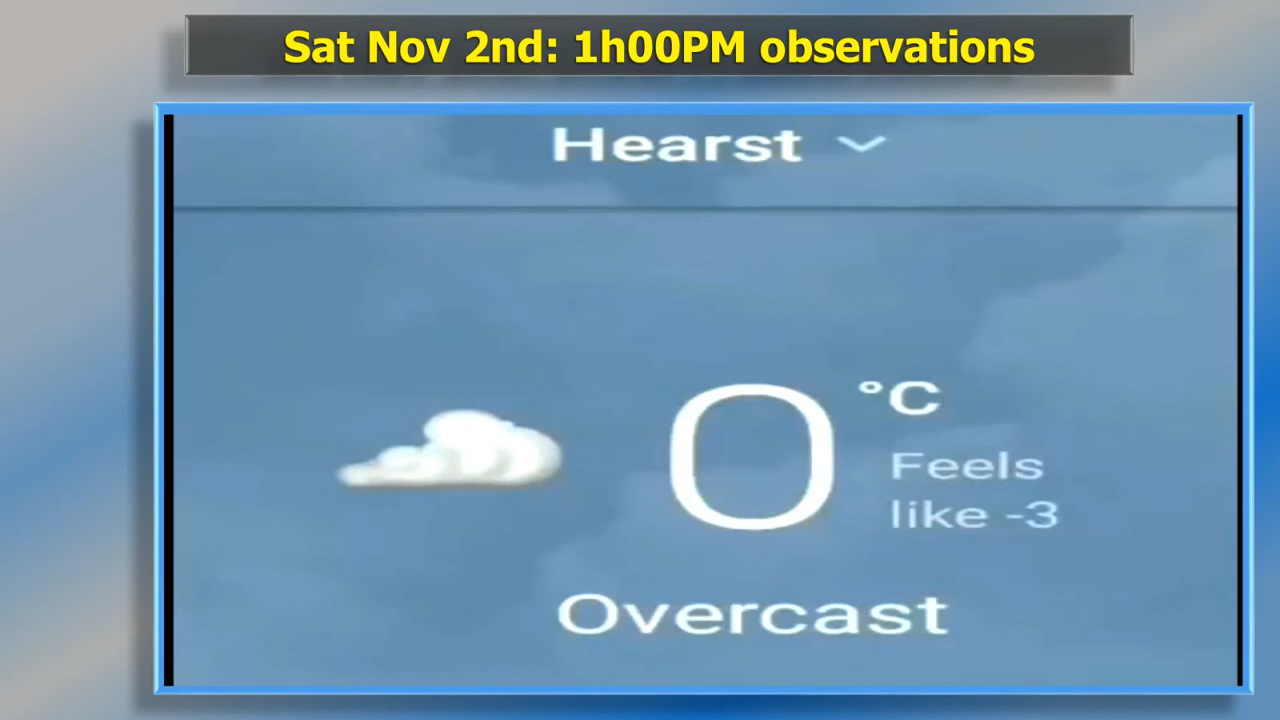 Sat Nov 2nd: 1h00PM observations
Hearst
0 °C
Feels
like -3
Overcast